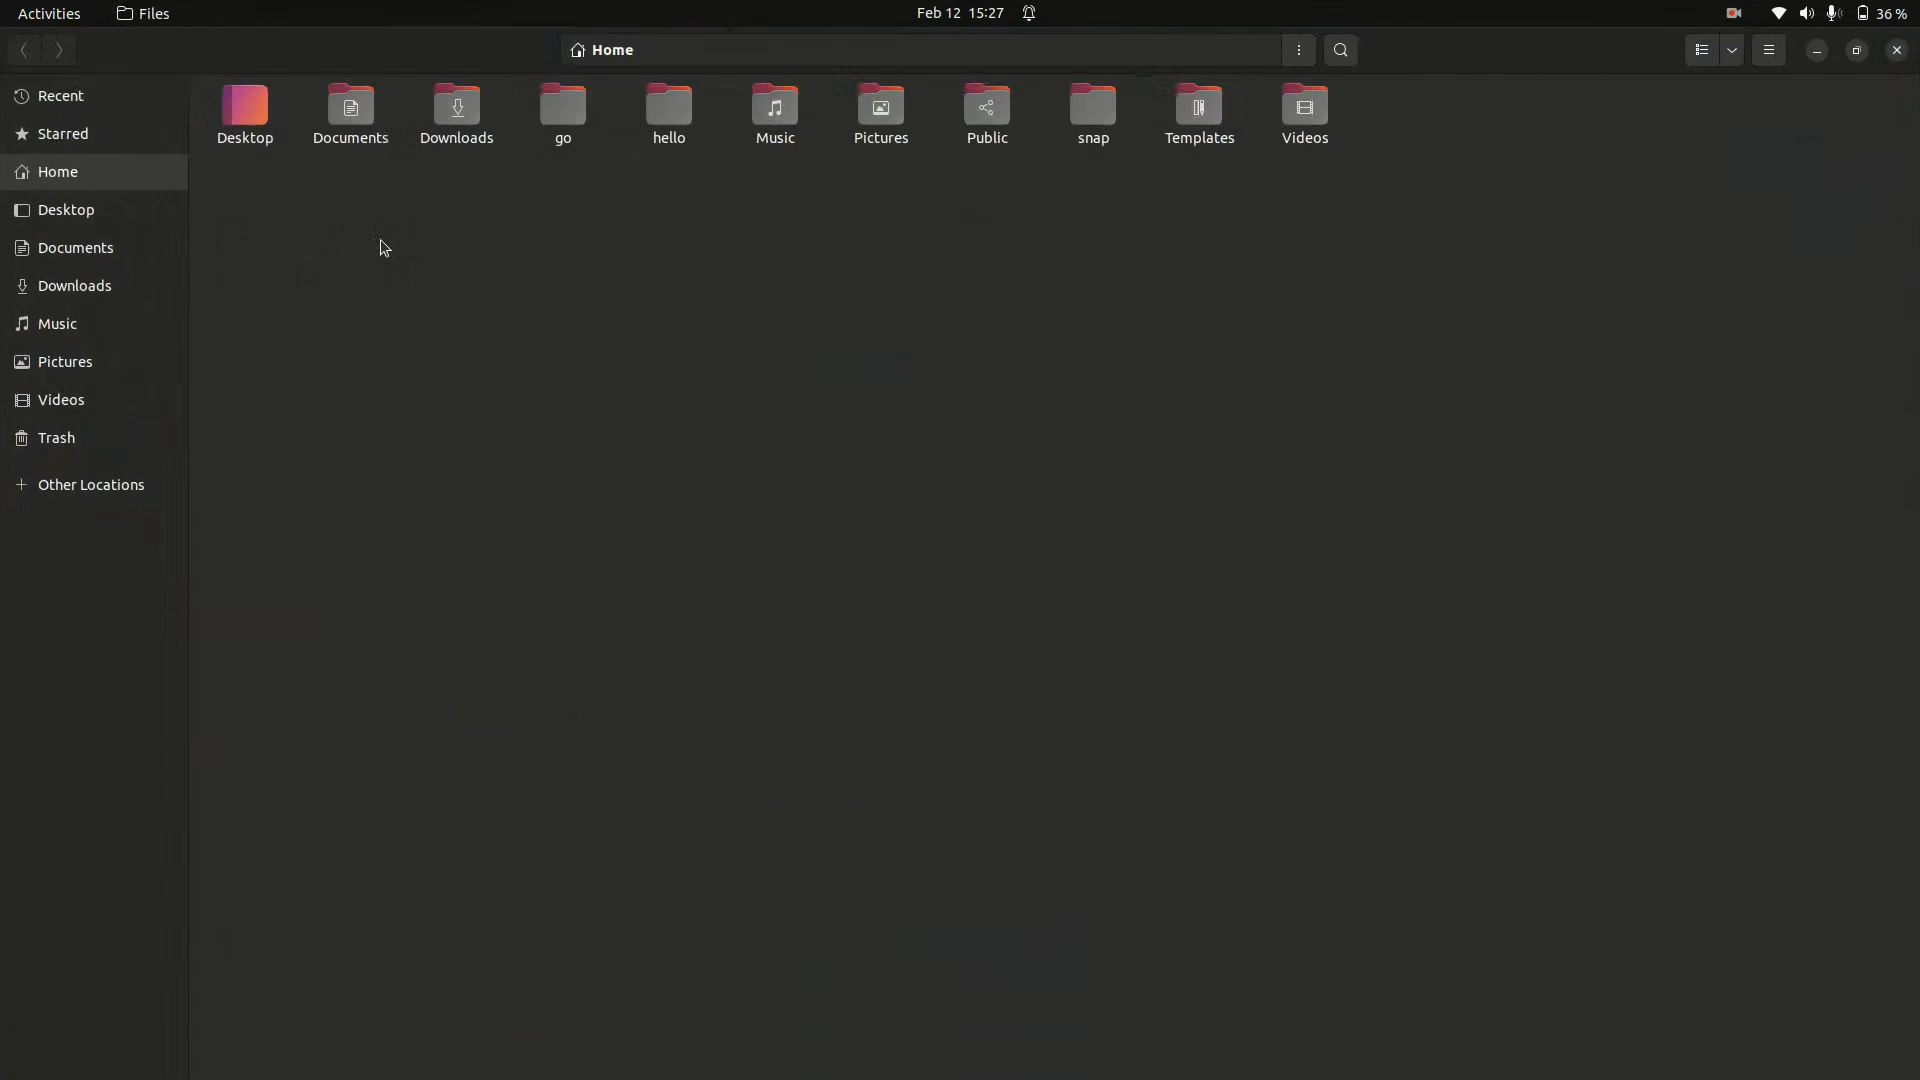 Activities Files Feb 12 15:27 36 %
Home
Recent
Starred
Home
Desktop
Documents
Downloads
Music
Pictures
Videos
Trash
Other Locations
Desktop Documents Downloads go hello Music Pictures Public snap Templates Videos